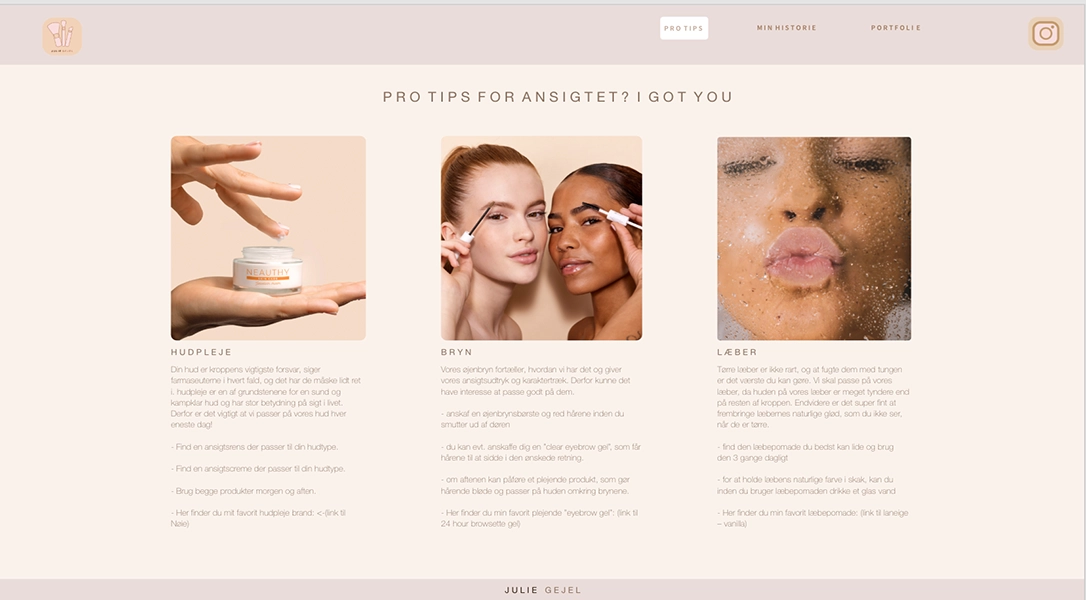 JULIE GEJEL
PRO TIPS
MIN HISTORIE
PORTFOLIE
PRO TIPS FOR ANSIGTET? I GOT YOU
NEAUTHY
HUDPLEJE
Din hud er kroppens vigtigste forsvar, siger
farmaseuterne i hvert fald, og det har de måske lidt ret
i. hudpleje er en af grundstenene for en sund og
kampklar hud og har stor betydning på sigt i livet.
Derfor er det vigtigt at vi passer på vores hud hver
eneste dag!
- Find en ansigtsrens der passer til din hudtype.
- Find en ansigtscreme der passer til din hudtype.
- Brug begge produkter morgen og aften.
- Her finder du mit favorit hudpleje brand: <-(link til
Nøie)
BRYN
Vores øjenbryn fortæller, hvordan vi har det og giver
vores ansigtsudtryk og karaktertræk. Derfor kunne det
have interesse at passe godt på dem.
- anskaf en øjenbrynsbørste og red hårene inden du
smutter ud af døren
- du kan evt. anskaffe dig en "clear eyebrow gel", som får
hårene til at sidde i den ønskede retning.
- om aftenen kan påføre et plejende produkt, som gør
hårende bløde og passer på huden omkring brynene.
- Her finder du min favorit plejende "eyebrow gel": (link til
24 hour browsette gel)
LÆBER
Tørre læber er ikke rart, og at fugte dem med tungen
er det værste du kan gøre. Vi skal passe på vores
læber, da huden på vores læber er meget tyndere end
på resten af kroppen. Endvidere er det super fint at
frembringe læbernes naturlige glød, som du ikke ser,
når de er tørre.
- find den læbepomade du bedst kan lide og brug
den 3 gange dagligt
- for at holde læbens naturlige farve i skak, kan du
inden du bruger læbepomaden drikke et glas vand
- Her finder du min favorit læbepomade: (link til laneige
– vanilla)
JULIE GEJEL